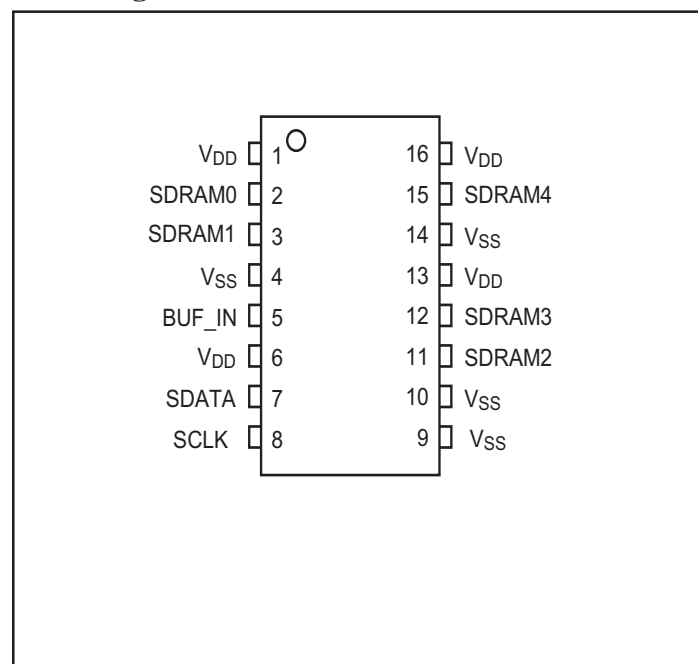 VDD 1 16 VDD
SDRAM0 2 15 SDRAM4
SDRAM1 3 14 VSS
VSS 4 13 VDD
BUF_IN 5 12 SDRAM3
VDD 6 11 SDRAM2
SDATA 7 10 VSS
SCLK 8 9 VSS